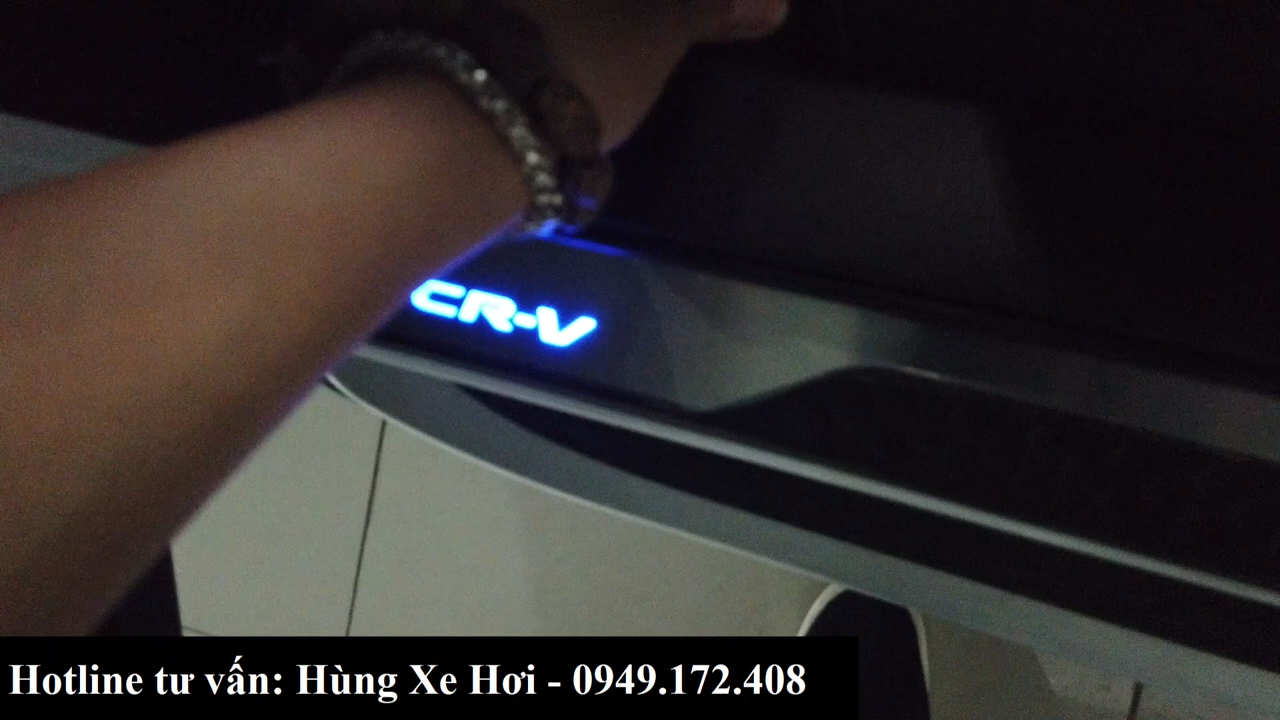 CR-V
Hotline tư vấn: Hùng Xe Hơi - 0949.172.408